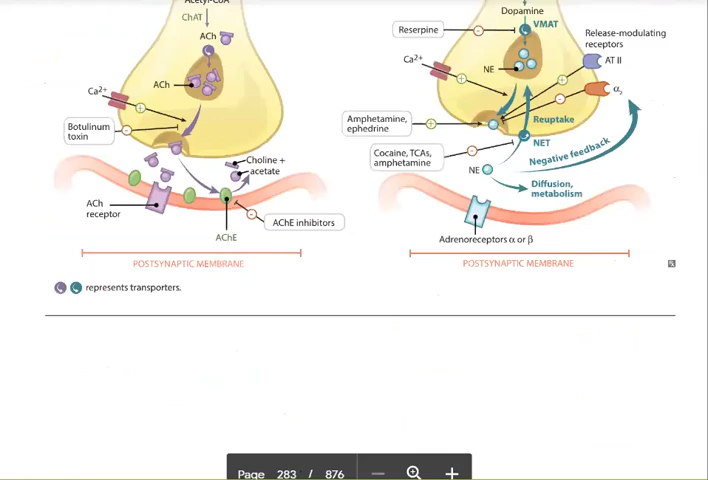 Acetyl-CoA
ChAT
ACh
ACh
Ca2+
Botulinum
toxin
Choline +
acetate
ACh
receptor
AChE inhibitors
AChE
POSTSYNAPTIC MEMBRANE
Dopamine
Reserpine
VMAT
Release-modulating
receptors
Ca2+
AT II
NE
α2
Amphetamine,
ephedrine
Reuptake
NET
Cocaine, TCAs,
amphetamine
Negative feedback
NE
Diffusion,
metabolism
Adrenoreceptors α or β
POSTSYNAPTIC MEMBRANE
represents transporters.
Page 283 / 876